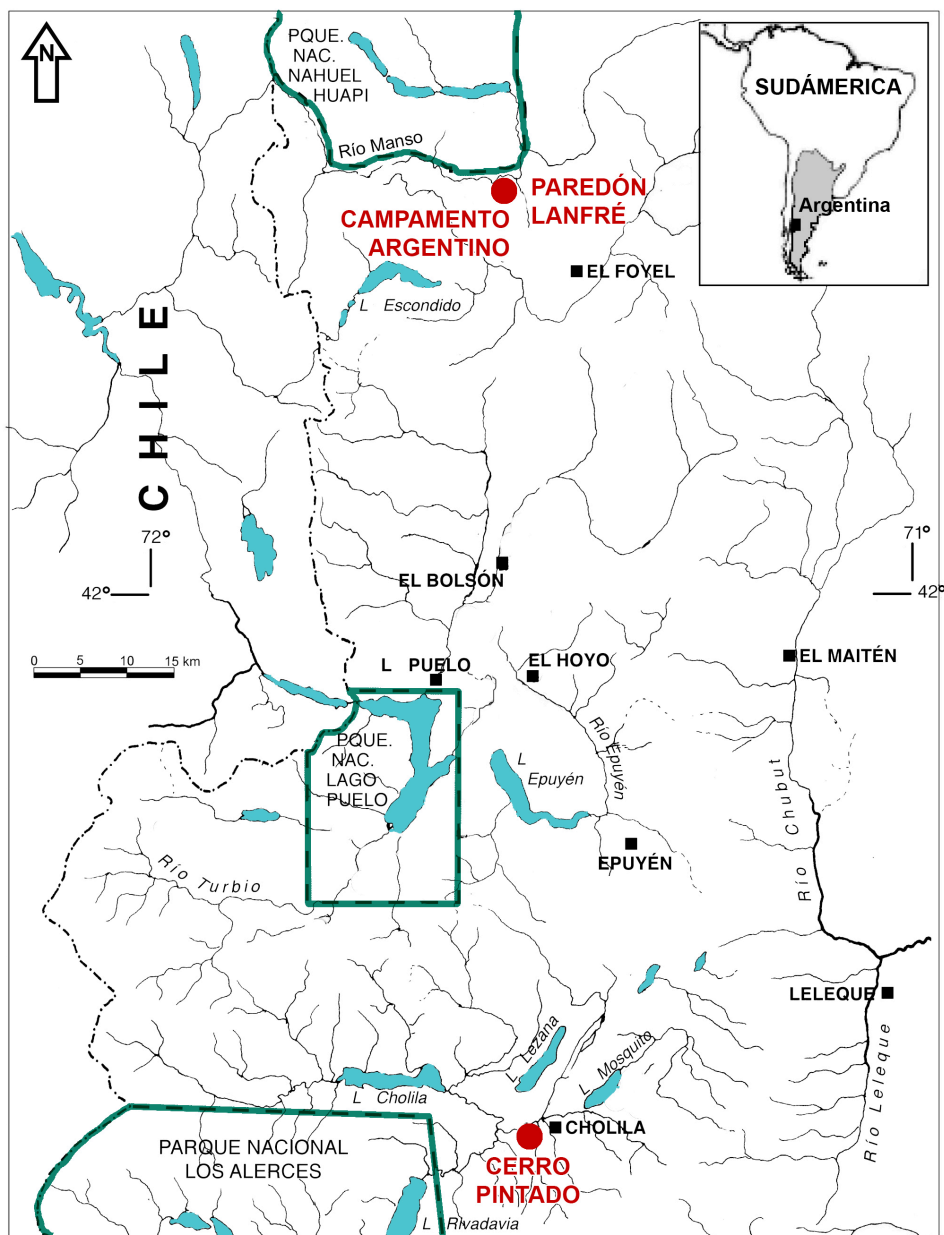 N
PQUE.
NAC.
NAHUEL
HUAPI
SUDÁMERICA
Argentina
Río Manso
PAREDÓN
LANFRÉ
CAMPAMENTO
ARGENTINO
EL FOYEL
L Escondido
CHILE
72°
42°
71°
42°
EL BOLSÓN
0 5 10 15 km
L PUELO
EL HOYO
EL MAITÉN
PQUE.
NAC.
LAGO
PUELO
L
Epuyén
Río Epuyén
EPUYÉN
Río Chubut
Río Turbio
LELEQUE
L Lezana
L Mosquito
L Cholila
Río Leleque
CHOLILA
PARQUE NACIONAL
LOS ALERCES
CERRO
PINTADO
L Rivadavia